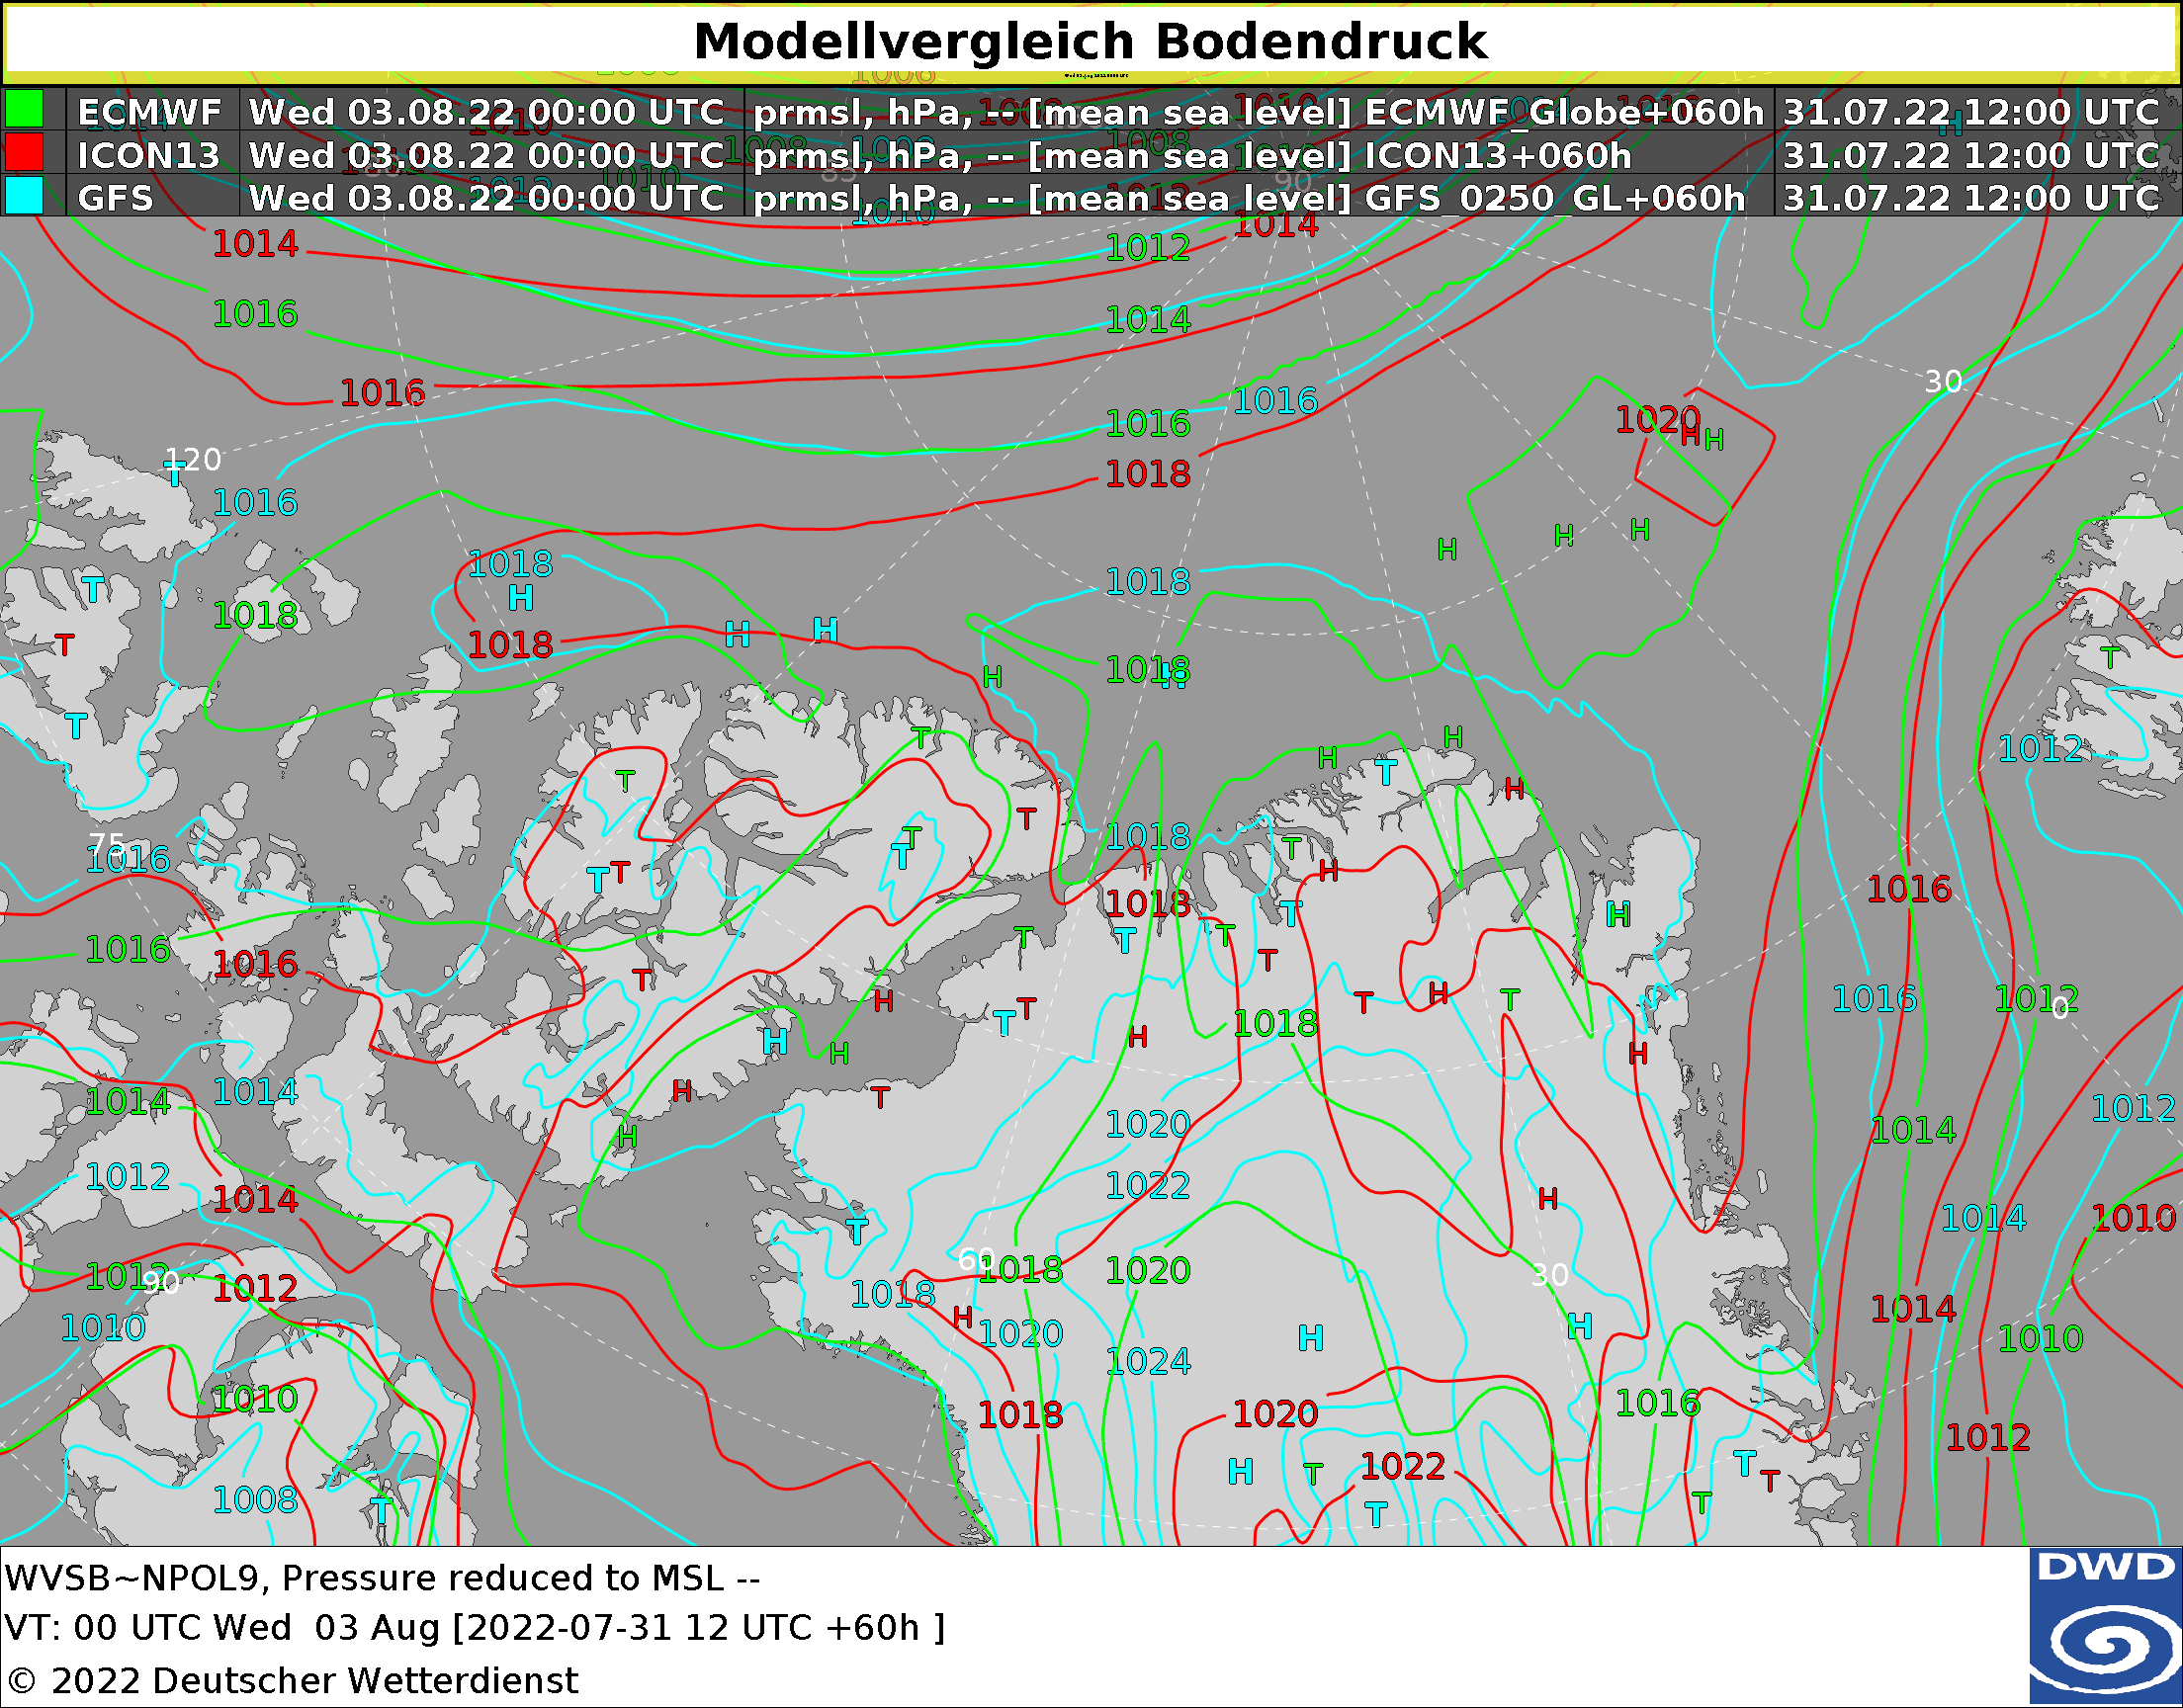 Modellvergleich Bodendruck
ECMWF Wed 03.08.22 00:00 UTC prmsl, hPa, -- [mean sea level] ECMWF_Globe+060h 31.07.22 12:00 UTC
ICON13 Wed 03.08.22 00:00 UTC prmsl, hPa, -- [mean sea level] ICON13+060h 31.07.22 12:00 UTC
GFS Wed 03.08.22 00:00 UTC prmsl, hPa, -- [mean sea level] GFS_0250_GL+060h 31.07.22 12:00 UTC
1014 1012 1014
1016 1014
1016 1016 1016 1020 H H 30
120 T 1016 1018
1018 H H H H
T H 1018
T 1018 1018 H H
T H 1018 H T
T T H H 1012
T T H
75 1016 T T T 1018 T H
T T 1018 H T H 1016
1016 1016 T T T T
T H T T T H T 1016 1012 0
H H T H 1018 H
1014 1014 H T 1020 1012
H 1014
1012 1014 1022 H 1014 1010
T
1012 90 1012 60 1018 1020 30
1010 1018 H 1020 H H 1014 1010
1024
1010 1018 1020 1016 1012
1008 T H T 1022 T T T T
WVSB~NPOL9, Pressure reduced to MSL --
VT: 00 UTC Wed 03 Aug [2022-07-31 12 UTC +60h ]
© 2022 Deutscher Wetterdienst
DWD